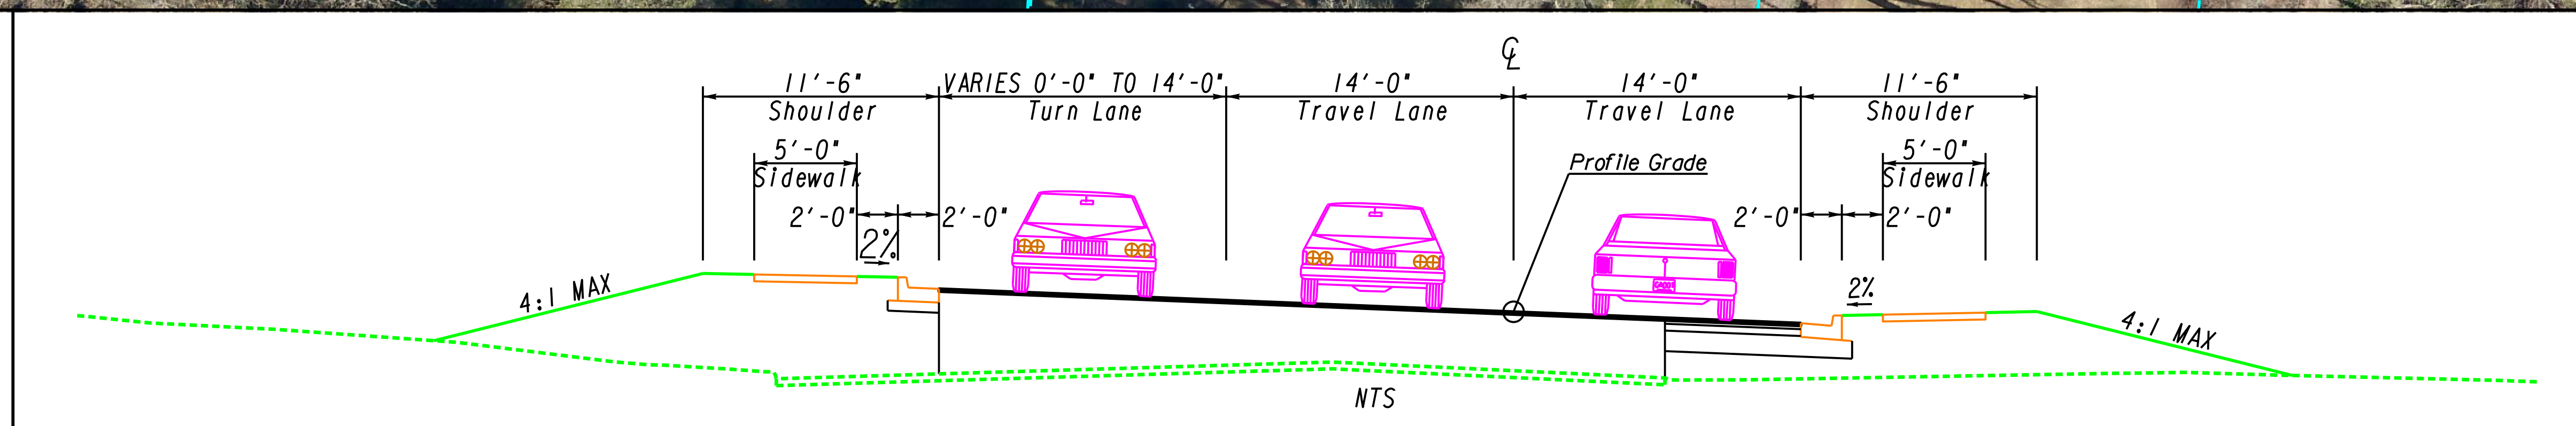 ℄
11'-6"
VARIES 0'-0" TO 14'-0"
14'-0"
14'-0"
11'-6"
Shoulder
Turn Lane
Travel Lane
Travel Lane
Shoulder
5'-0"
Sidewalk
Profile Grade
5'-0"
Sidewalk
2'-0"
2'-0"
2'-0"
2'-0"
2%
4:1 MAX
2%
4:1 MAX
NTS